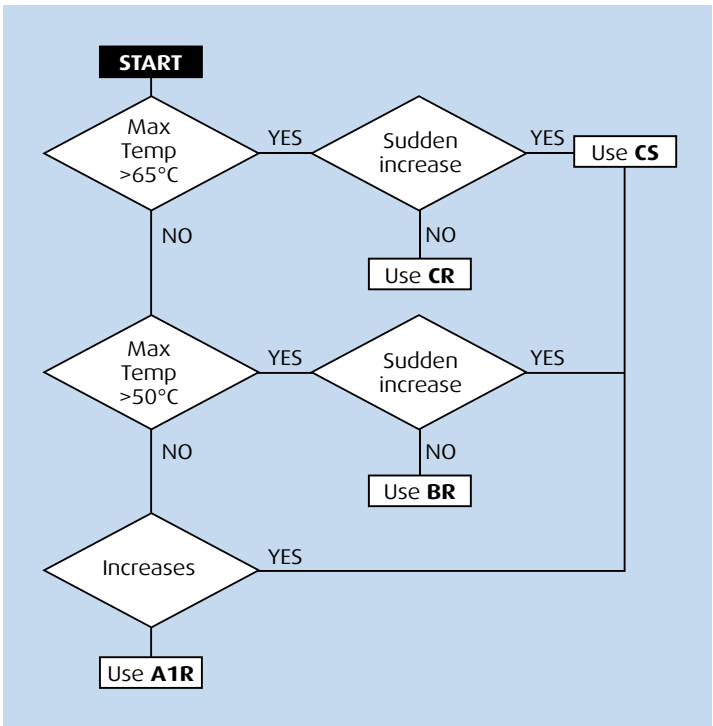 START
Max
Temp
>65°C
YES
Sudden
increase
YES
Use CS
NO
NO
Use CR
Max
Temp
>50°C
YES
Sudden
increase
YES
NO
NO
Use BR
Increases
YES
Use A1R